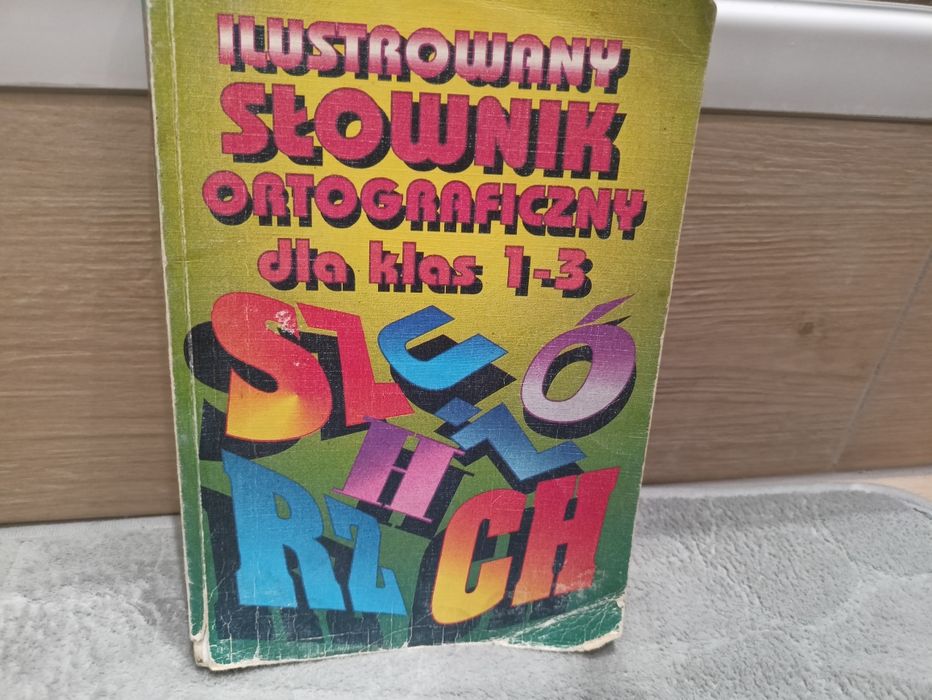 ILUSTROWANY
SŁOWNIK
ORTOGRAFICZNY
dla klas 1-3
SZ U Ó
H Ż
RZ CH